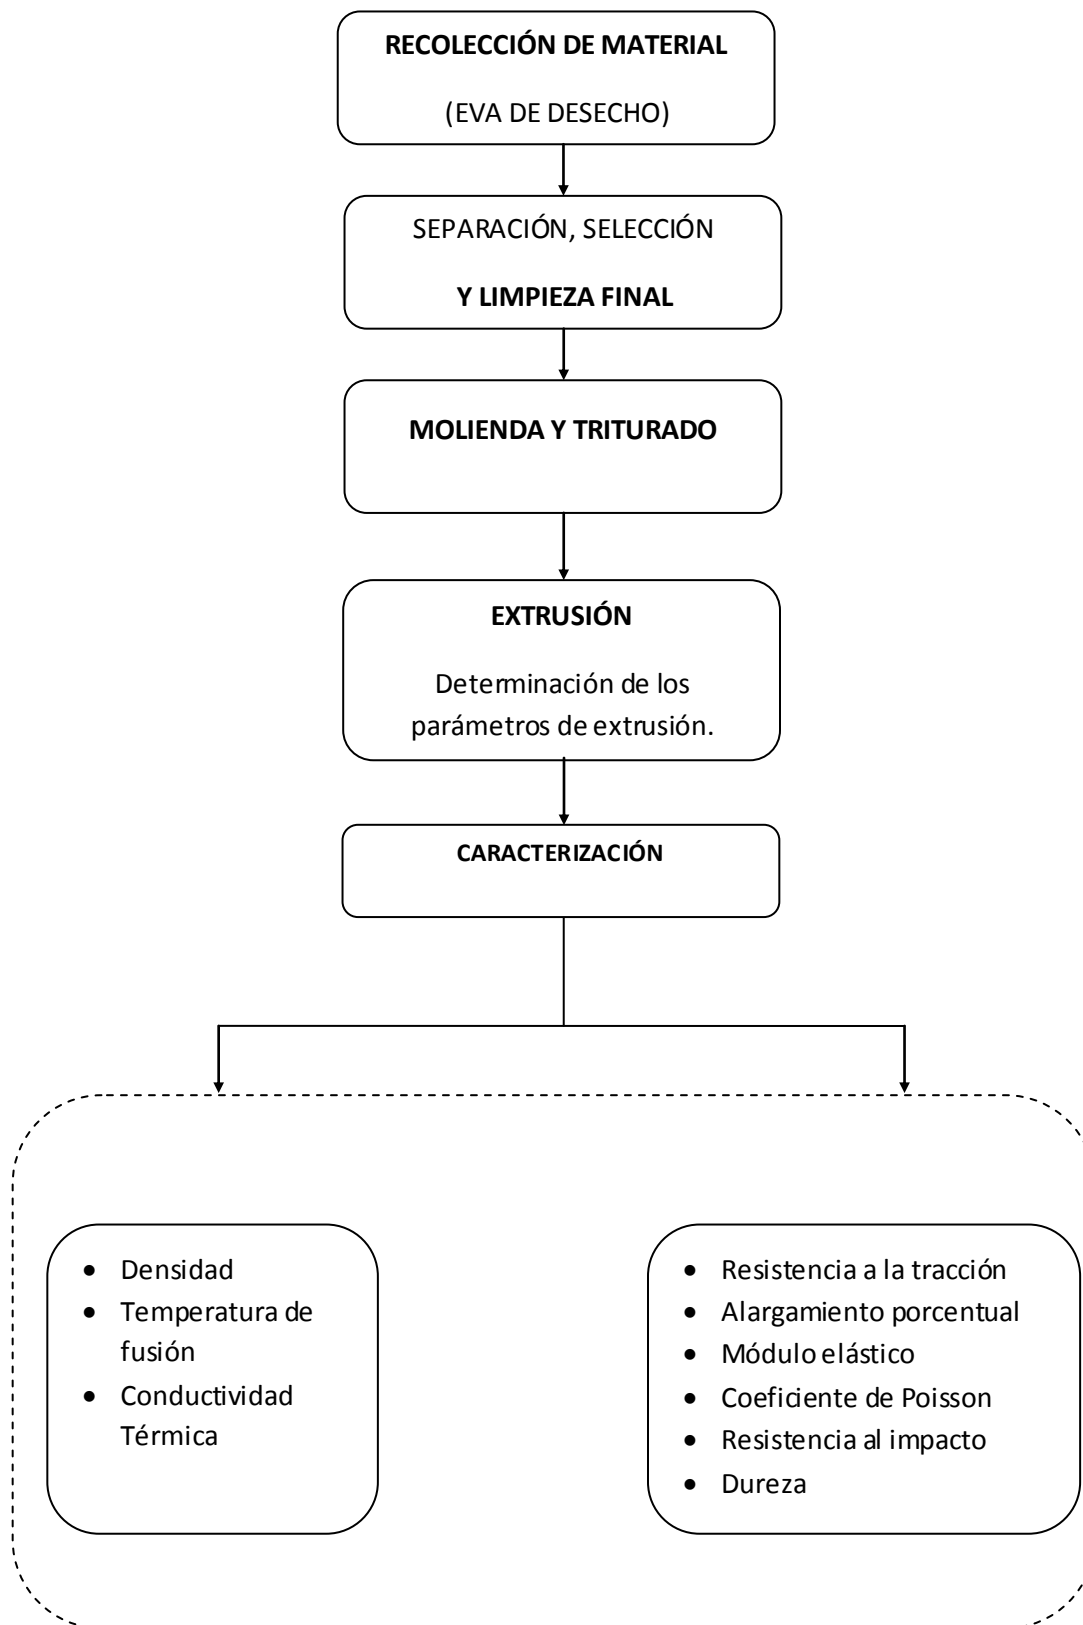 RECOLECCIÓN DE MATERIAL
(EVA DE DESECHO)
SEPARACIÓN, SELECCIÓN
Y LIMPIEZA FINAL
MOLIENDA Y TRITURADO
EXTRUSIÓN
Determinación de los
parámetros de extrusión.
CARACTERIZACIÓN
• Densidad
• Temperatura de
fusión
• Conductividad
Térmica
• Resistencia a la tracción
• Alargamiento porcentual
• Módulo elástico
• Coeficiente de Poisson
• Resistencia al impacto
• Dureza